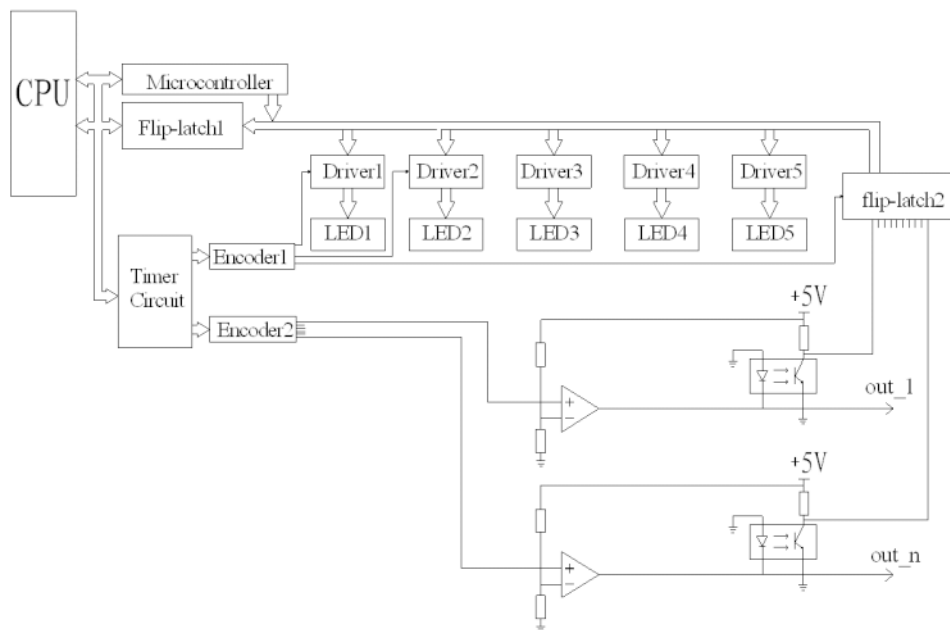 CPU
Microcontroller
Flip-latch1
Driver1
Driver2
Driver3
Driver4
Driver5
flip-latch2
LED1
LED2
LED3
LED4
LED5
Timer
Circuit
Encoder1
Encoder2
+5V
+
−
out_1
+5V
+
−
out_n